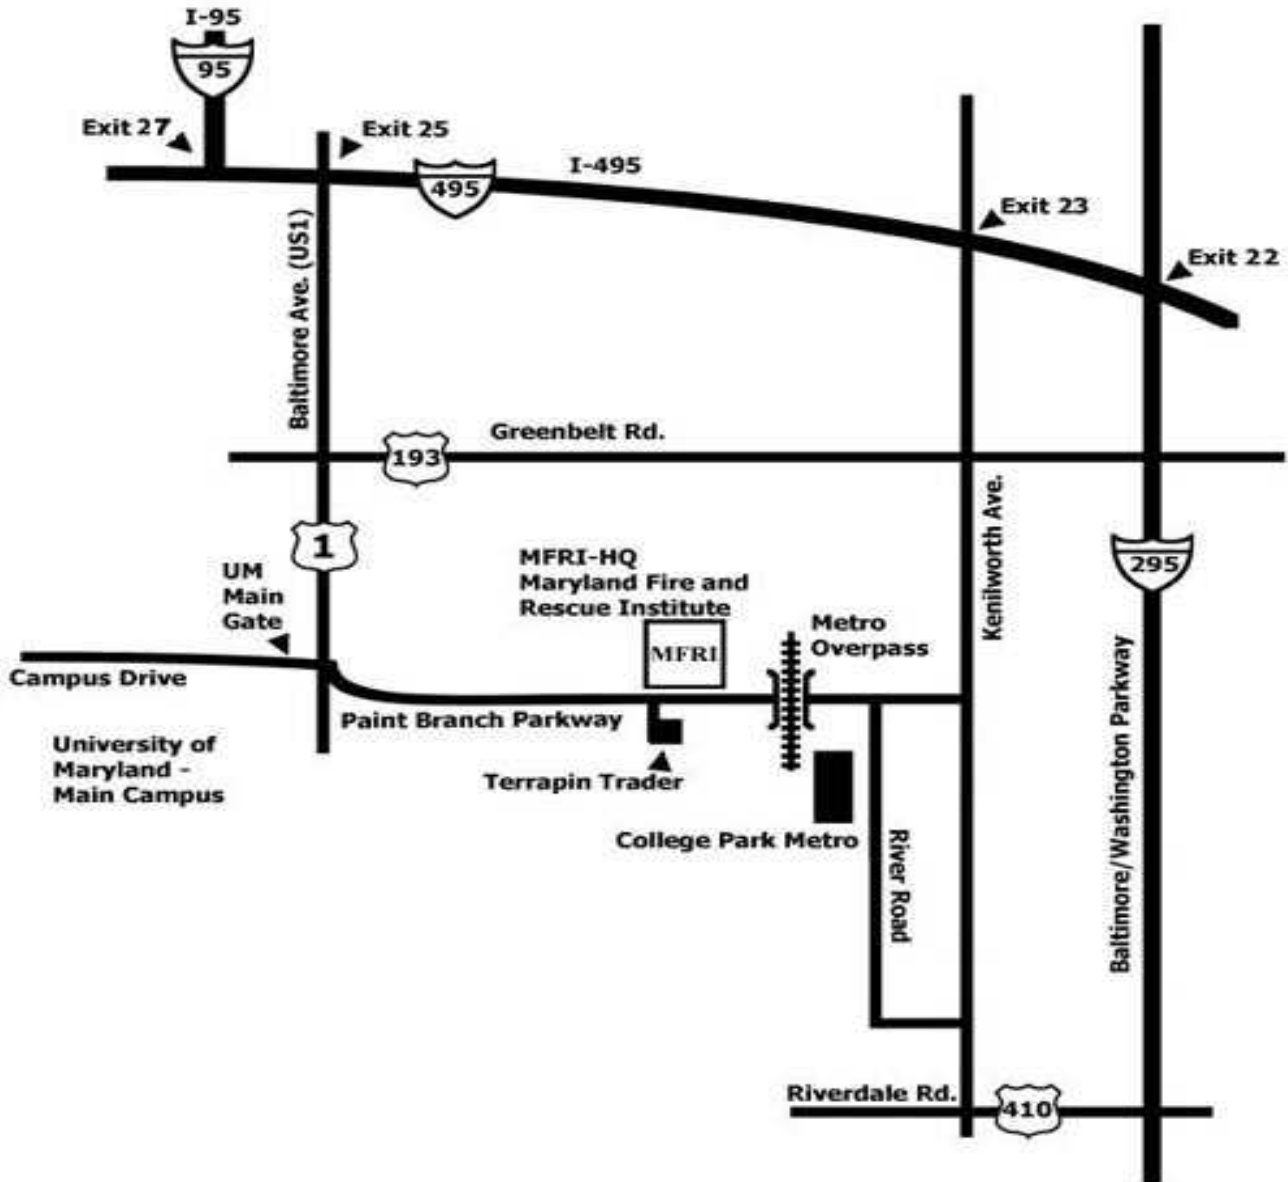 I-95
95
Exit 27
Exit 25
I-495
495
Exit 23
Exit 22
Baltimore Ave. (US1)
Greenbelt Rd.
193
Kenilworth Ave.
1
295
UM
Main
Gate
MFRI-HQ
Maryland Fire and
Rescue Institute
MFRI
Metro
Overpass
Campus Drive
Paint Branch Parkway
University of
Maryland -
Main Campus
Terrapin Trader
College Park Metro
River Road
Baltimore/Washington Parkway
Riverdale Rd.
410